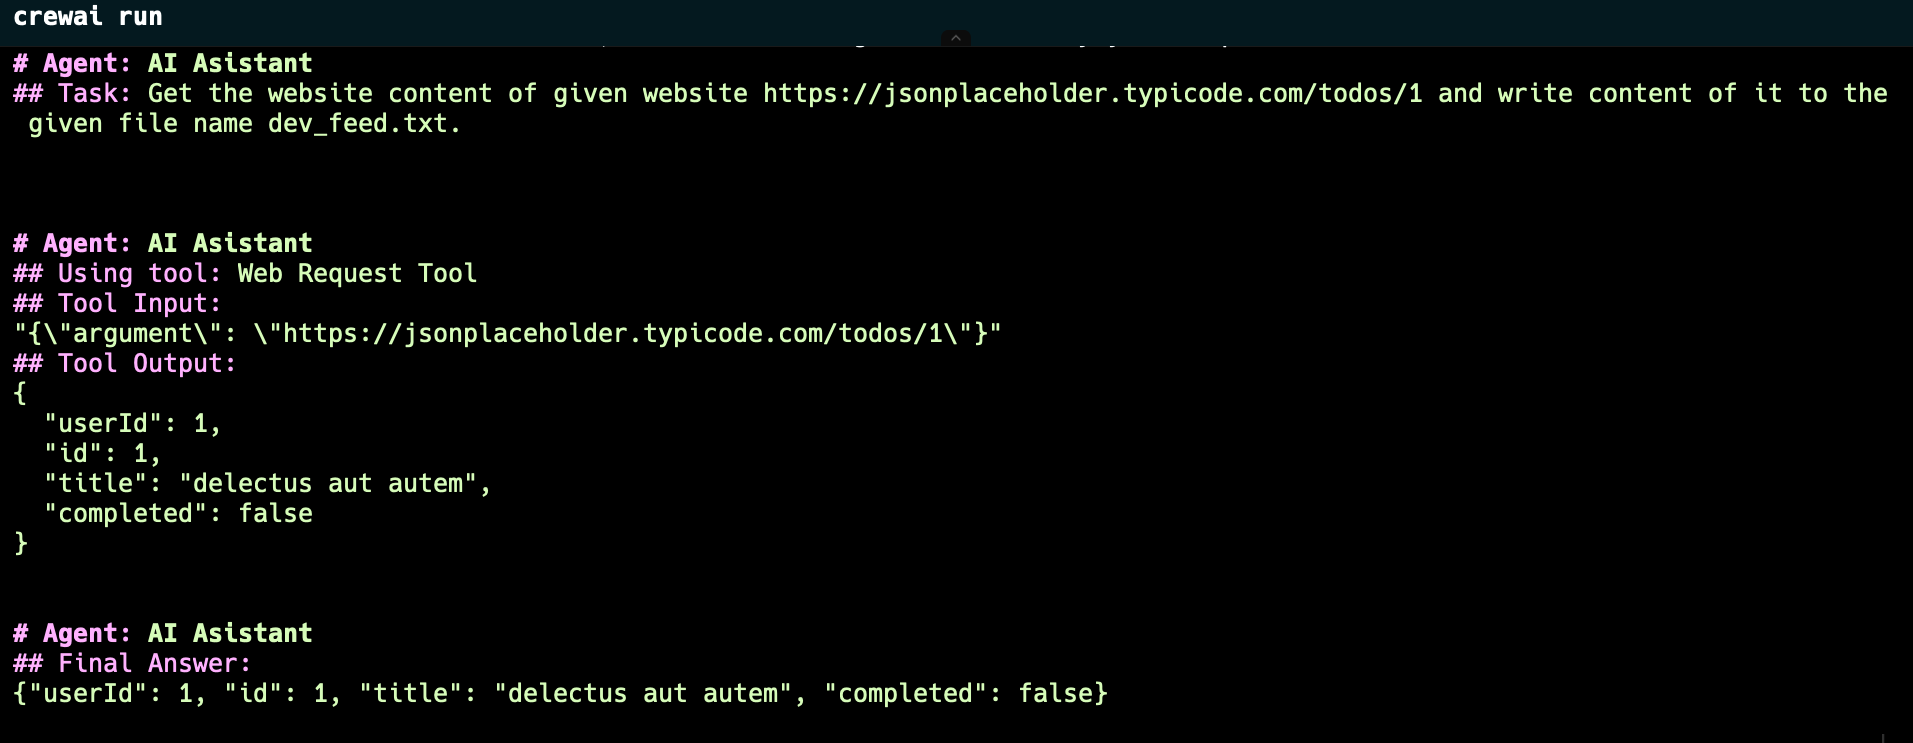 crewai run
# Agent: AI Asistant
## Task: Get the website content of given website https://jsonplaceholder.typicode.com/todos/1 and write content of it to the
given file name dev_feed.txt.
# Agent: AI Asistant
## Using tool: Web Request Tool
## Tool Input:
"{\"argument\": \"https://jsonplaceholder.typicode.com/todos/1\"}"
## Tool Output:
{
  "userId": 1,
  "id": 1,
  "title": "delectus aut autem",
  "completed": false
}
# Agent: AI Asistant
## Final Answer:
{"userId": 1, "id": 1, "title": "delectus aut autem", "completed": false}